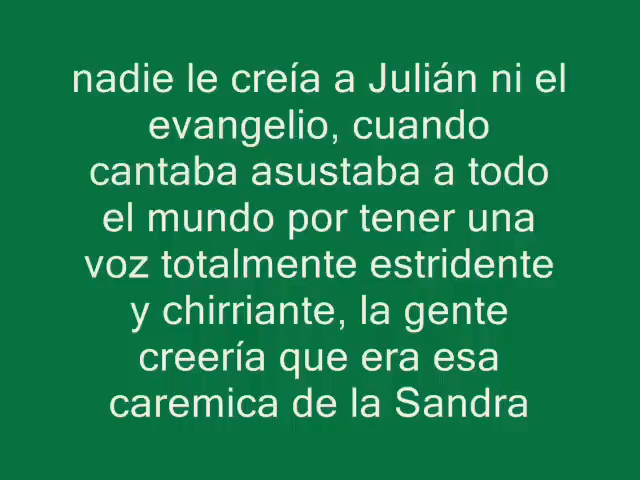 nadie le creía a Julián ni el
evangelio, cuando
cantaba asustaba a todo
el mundo por tener una
voz totalmente estridente
y chirriante, la gente
creería que era esa
caremica de la Sandra